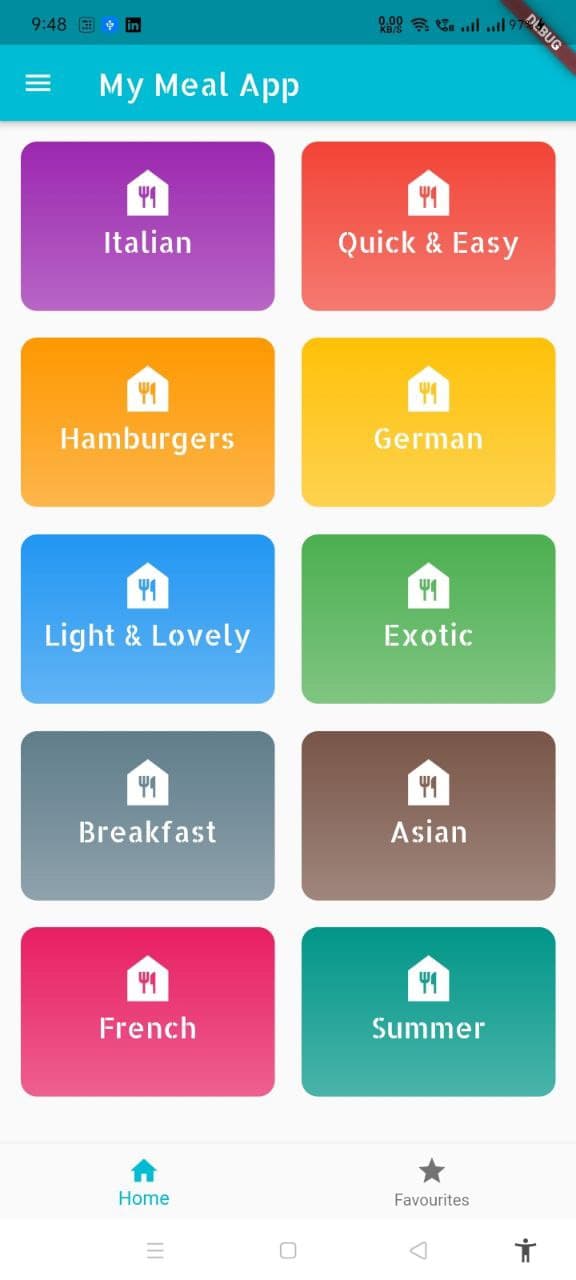 9:48
0.00
KB/S
97%
DEBUG
My Meal App
Italian
Quick & Easy
Hamburgers
German
Light & Lovely
Exotic
Breakfast
Asian
French
Summer
Home
Favourites